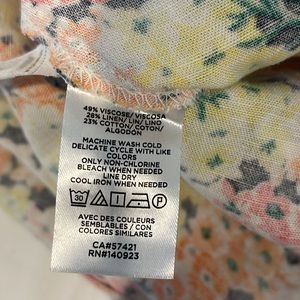 49% VISCOSE/ VISCOSA
28% LINEN/ LIN/ LINO
23% COTTON/ COTON/
ALGODON
MACHINE WASH COLD
DELICATE CYCLE WITH LIKE
COLORS
ONLY NON-CHLORINE
BLEACH WHEN NEEDED
LINE DRY
COOL IRON WHEN NEEDED
30 P
AVEC DES COULEURS
SEMBLABLES / CON
COLORES SIMILARES
CA#57421
RN#140923